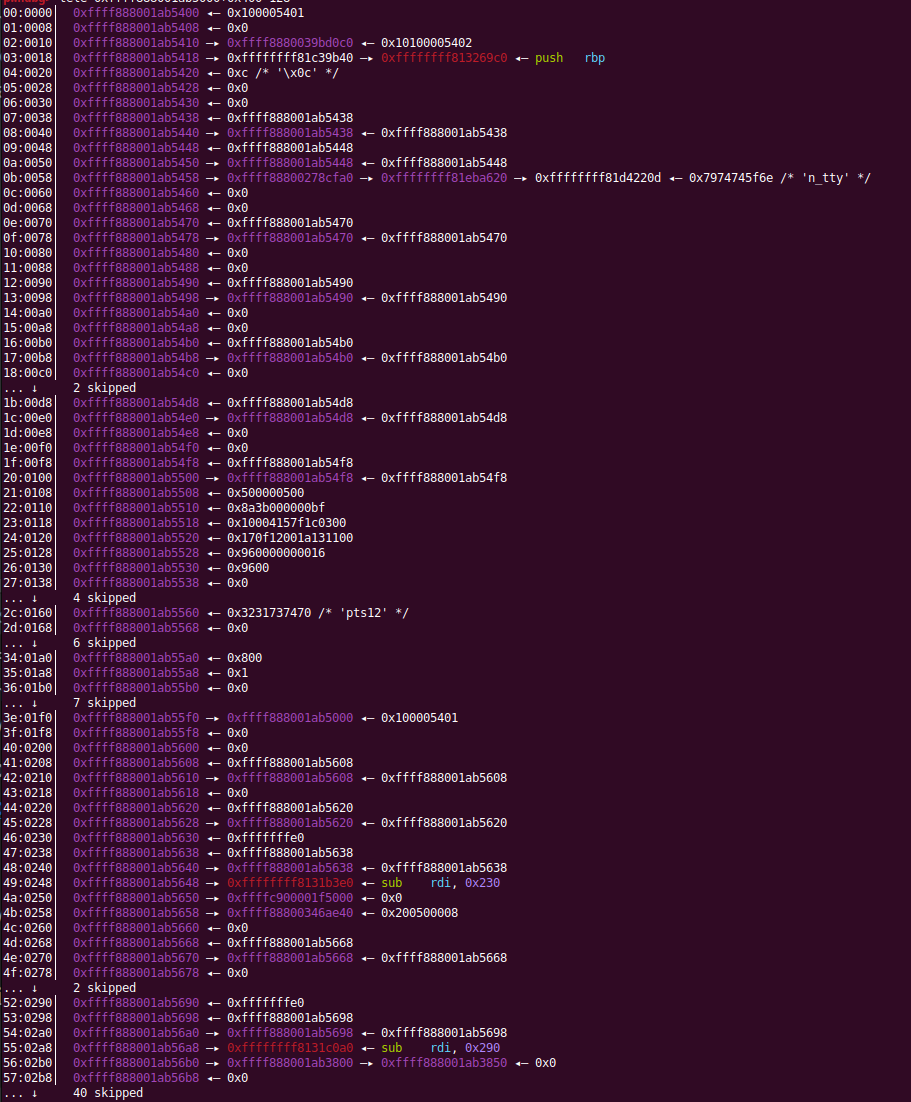 00:0000│ 0xffff888001ab5400 ◂— 0x100005401
01:0008│ 0xffff888001ab5408 ◂— 0x0
02:0010│ 0xffff888001ab5410 —▸ 0xffff8880039bd0c0 ◂— 0x10100005402
03:0018│ 0xffff888001ab5418 —▸ 0xffffffff81c39b40 —▸ 0xffffffff813269c0 ◂— push rbp
04:0020│ 0xffff888001ab5420 ◂— 0xc /* '\x0c' */
05:0028│ 0xffff888001ab5428 ◂— 0x0
06:0030│ 0xffff888001ab5430 ◂— 0x0
07:0038│ 0xffff888001ab5438 ◂— 0xffff888001ab5438
08:0040│ 0xffff888001ab5440 —▸ 0xffff888001ab5438 ◂— 0xffff888001ab5438
09:0048│ 0xffff888001ab5448 ◂— 0xffff888001ab5448
0a:0050│ 0xffff888001ab5450 —▸ 0xffff888001ab5448 ◂— 0xffff888001ab5448
0b:0058│ 0xffff888001ab5458 —▸ 0xffff88800278cfa0 —▸ 0xffffffff81eba620 —▸ 0xffffffff81d4220d ◂— 0x7974745f6e /* 'n_tty' */
0c:0060│ 0xffff888001ab5460 ◂— 0x0
0d:0068│ 0xffff888001ab5468 ◂— 0x0
0e:0070│ 0xffff888001ab5470 ◂— 0xffff888001ab5470
0f:0078│ 0xffff888001ab5478 —▸ 0xffff888001ab5470 ◂— 0xffff888001ab5470
10:0080│ 0xffff888001ab5480 ◂— 0x0
11:0088│ 0xffff888001ab5488 ◂— 0x0
12:0090│ 0xffff888001ab5490 ◂— 0xffff888001ab5490
13:0098│ 0xffff888001ab5498 —▸ 0xffff888001ab5490 ◂— 0xffff888001ab5490
14:00a0│ 0xffff888001ab54a0 ◂— 0x0
15:00a8│ 0xffff888001ab54a8 ◂— 0x0
16:00b0│ 0xffff888001ab54b0 ◂— 0xffff888001ab54b0
17:00b8│ 0xffff888001ab54b8 —▸ 0xffff888001ab54b0 ◂— 0xffff888001ab54b0
18:00c0│ 0xffff888001ab54c0 ◂— 0x0
... ↓ 2 skipped
1b:00d8│ 0xffff888001ab54d8 ◂— 0xffff888001ab54d8
1c:00e0│ 0xffff888001ab54e0 —▸ 0xffff888001ab54d8 ◂— 0xffff888001ab54d8
1d:00e8│ 0xffff888001ab54e8 ◂— 0x0
1e:00f0│ 0xffff888001ab54f0 ◂— 0x0
1f:00f8│ 0xffff888001ab54f8 ◂— 0xffff888001ab54f8
20:0100│ 0xffff888001ab5500 —▸ 0xffff888001ab54f8 ◂— 0xffff888001ab54f8
21:0108│ 0xffff888001ab5508 ◂— 0x500000500
22:0110│ 0xffff888001ab5510 ◂— 0x8a3b000000bf
23:0118│ 0xffff888001ab5518 ◂— 0x10004157f1c0300
24:0120│ 0xffff888001ab5520 ◂— 0x170f12001a131100
25:0128│ 0xffff888001ab5528 ◂— 0x960000000016
26:0130│ 0xffff888001ab5530 ◂— 0x9600
27:0138│ 0xffff888001ab5538 ◂— 0x0
... ↓ 4 skipped
2c:0160│ 0xffff888001ab5560 ◂— 0x3231737470 /* 'pts12' */
2d:0168│ 0xffff888001ab5568 ◂— 0x0
... ↓ 6 skipped
34:01a0│ 0xffff888001ab55a0 ◂— 0x800
35:01a8│ 0xffff888001ab55a8 ◂— 0x1
36:01b0│ 0xffff888001ab55b0 ◂— 0x0
... ↓ 7 skipped
3e:01f0│ 0xffff888001ab55f0 —▸ 0xffff888001ab5000 ◂— 0x100005401
3f:01f8│ 0xffff888001ab55f8 ◂— 0x0
40:0200│ 0xffff888001ab5600 ◂— 0x0
41:0208│ 0xffff888001ab5608 ◂— 0xffff888001ab5608
42:0210│ 0xffff888001ab5610 —▸ 0xffff888001ab5608 ◂— 0xffff888001ab5608
43:0218│ 0xffff888001ab5618 ◂— 0x0
44:0220│ 0xffff888001ab5620 ◂— 0xffff888001ab5620
45:0228│ 0xffff888001ab5628 —▸ 0xffff888001ab5620 ◂— 0xffff888001ab5620
46:0230│ 0xffff888001ab5630 ◂— 0xfffffffe0
47:0238│ 0xffff888001ab5638 ◂— 0xffff888001ab5638
48:0240│ 0xffff888001ab5640 —▸ 0xffff888001ab5638 ◂— 0xffff888001ab5638
49:0248│ 0xffff888001ab5648 —▸ 0xffffffff8131b3e0 ◂— sub rdi, 0x230
4a:0250│ 0xffff888001ab5650 —▸ 0xffffc900001f5000 ◂— 0x0
4b:0258│ 0xffff888001ab5658 —▸ 0xffff88800346ae40 ◂— 0x200500008
4c:0260│ 0xffff888001ab5660 ◂— 0x0
4d:0268│ 0xffff888001ab5668 ◂— 0xffff888001ab5668
4e:0270│ 0xffff888001ab5670 —▸ 0xffff888001ab5668 ◂— 0xffff888001ab5668
4f:0278│ 0xffff888001ab5678 ◂— 0x0
... ↓ 2 skipped
52:0290│ 0xffff888001ab5690 ◂— 0xfffffffe0
53:0298│ 0xffff888001ab5698 ◂— 0xffff888001ab5698
54:02a0│ 0xffff888001ab56a0 —▸ 0xffff888001ab5698 ◂— 0xffff888001ab5698
55:02a8│ 0xffff888001ab56a8 —▸ 0xffffffff8131c0a0 ◂— sub rdi, 0x290
56:02b0│ 0xffff888001ab56b0 —▸ 0xffff888001ab3800 —▸ 0xffff888001ab3850 ◂— 0x0
57:02b8│ 0xffff888001ab56b8 ◂— 0x0
... ↓ 40 skipped